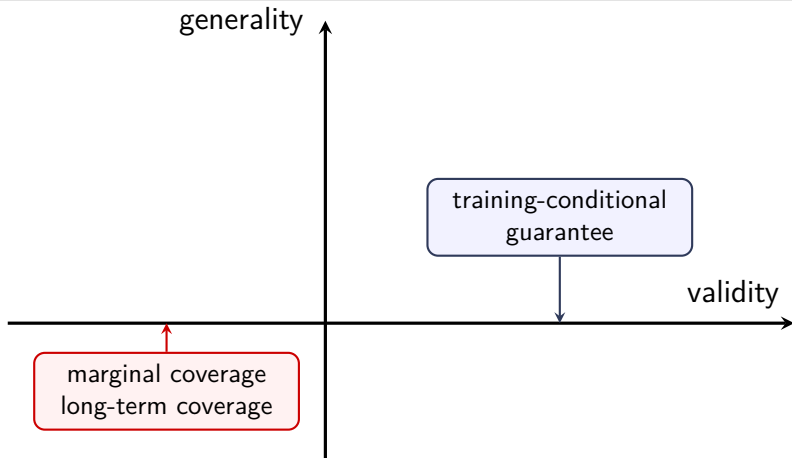 generality
training-conditional
guarantee
validity
marginal coverage
long-term coverage